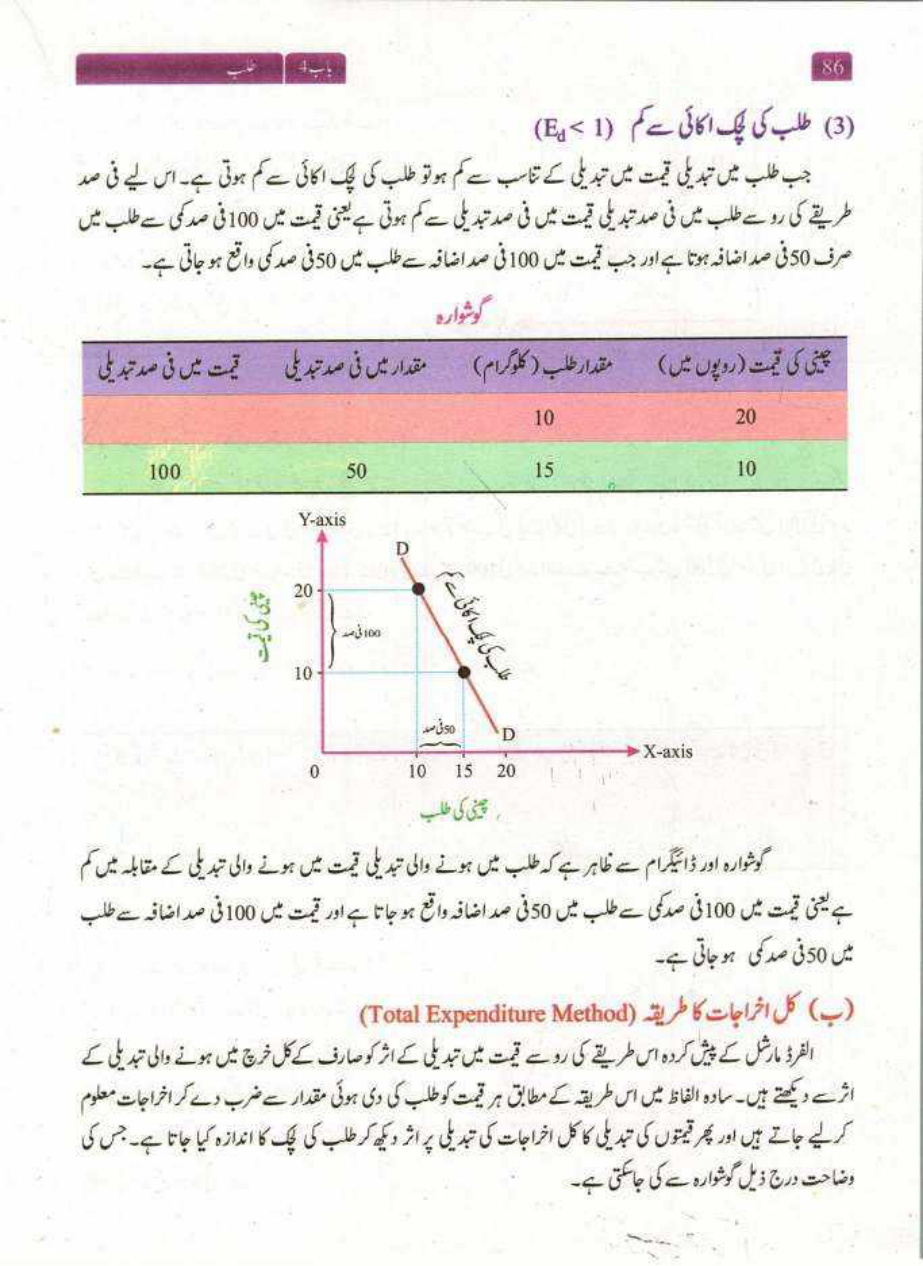 86
باب 4 طلب
(3) طلب کی لچک اکائی سے کم (Ed < 1)
جب طلب میں تبدیلی قیمت میں تبدیلی کے تناسب سے کم ہو تو طلب کی لچک اکائی سے کم ہوتی ہے۔ اس لیے فی صد
طریقے کی رو سے طلب میں فی صد تبدیلی قیمت میں فی صد تبدیلی سے کم ہوتی ہے یعنی قیمت میں 100 فی صد کمی سے طلب میں
صرف 50 فی صد اضافہ ہوتا ہے اور جب قیمت میں 100 فی صد اضافہ سے طلب میں 50 فی صد کمی واقع ہو جاتی ہے۔
گوشوارہ
چینی کی قیمت (روپوں میں) مقدار طلب (کلوگرام) مقدار میں فی صد تبدیلی قیمت میں فی صد تبدیلی
20 10
10 15 50 100
Y-axis
D
طلب کی لچک اکائی سے کم
20
چینی کی قیمت
100 فی صد
10
50 فی صد
D
X-axis
0 10 15 20
چینی کی طلب
گوشوارہ اور ڈائیگرام سے ظاہر ہے کہ طلب میں ہونے والی تبدیلی قیمت میں ہونے والی تبدیلی کے مقابلہ میں کم
ہے یعنی قیمت میں 100 فی صد کمی سے طلب میں 50 فی صد اضافہ واقع ہو جاتا ہے اور قیمت میں 100 فی صد اضافہ سے طلب
میں 50 فی صد کمی ہو جاتی ہے۔
(ب) کل اخراجات کا طریقہ (Total Expenditure Method)
الفرڈ مارشل کے پیش کردہ اس طریقے کی رو سے قیمت میں تبدیلی کے اثر کو صارف کے کل خرچ میں ہونے والی تبدیلی کے
اثر سے دیکھتے ہیں۔ سادہ الفاظ میں اس طریقہ کے مطابق ہر قیمت کو طلب کی دی ہوئی مقدار سے ضرب دے کر اخراجات معلوم
کر لیے جاتے ہیں اور پھر قیمتوں کی تبدیلی کا کل اخراجات کی تبدیلی پر اثر دیکھ کر طلب کی لچک کا اندازہ کیا جاتا ہے۔ جس کی
وضاحت درج ذیل گوشوارہ سے کی جا سکتی ہے۔